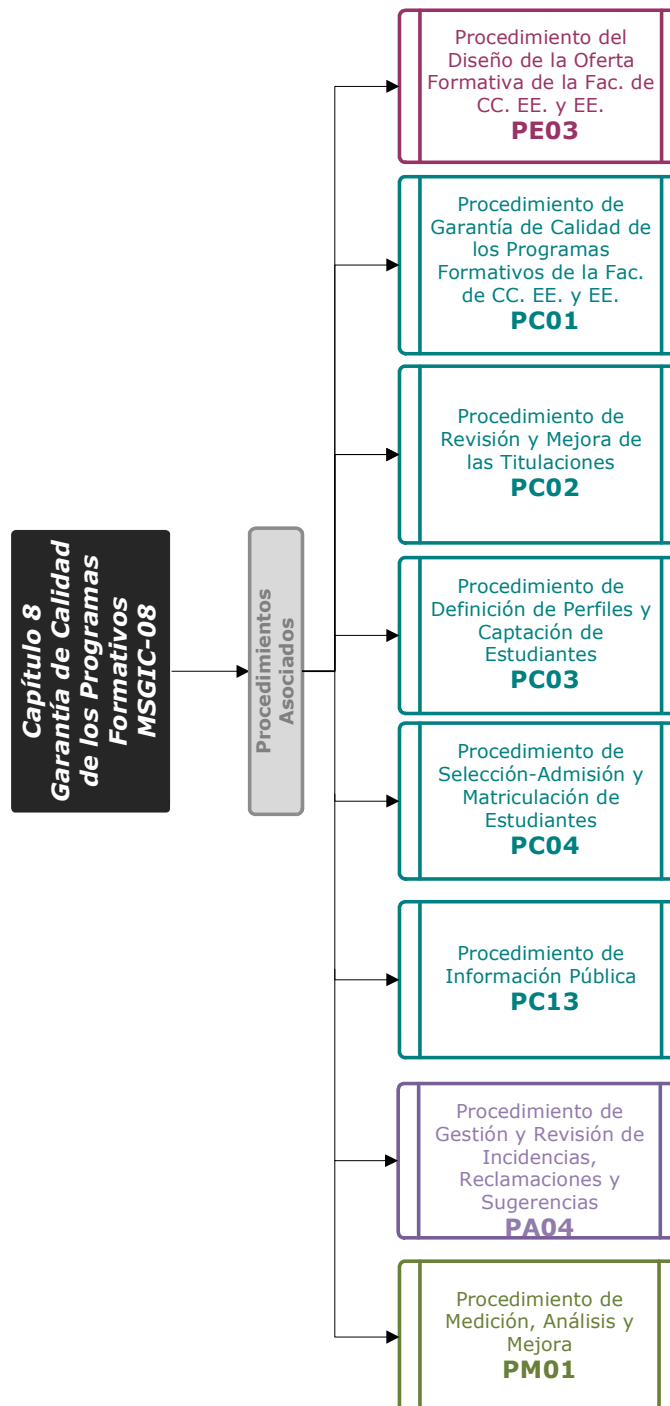 Capítulo 8
Garantía de Calidad
de los Programas
Formativos
MSGIC-08
Procedimientos
Asociados
Procedimiento del
Diseño de la Oferta
Formativa de la Fac. de
CC. EE. y EE.
PE03
Procedimiento de
Garantía de Calidad de
los Programas
Formativos de la Fac.
de CC. EE. y EE.
PC01
Procedimiento de
Revisión y Mejora de
las Titulaciones
PC02
Procedimiento de
Definición de Perfiles y
Captación de
Estudiantes
PC03
Procedimiento de
Selección-Admisión y
Matriculación de
Estudiantes
PC04
Procedimiento de
Información Pública
PC13
Procedimiento de
Gestión y Revisión de
Incidencias,
Reclamaciones y
Sugerencias
PA04
Procedimiento de
Medición, Análisis y
Mejora
PM01